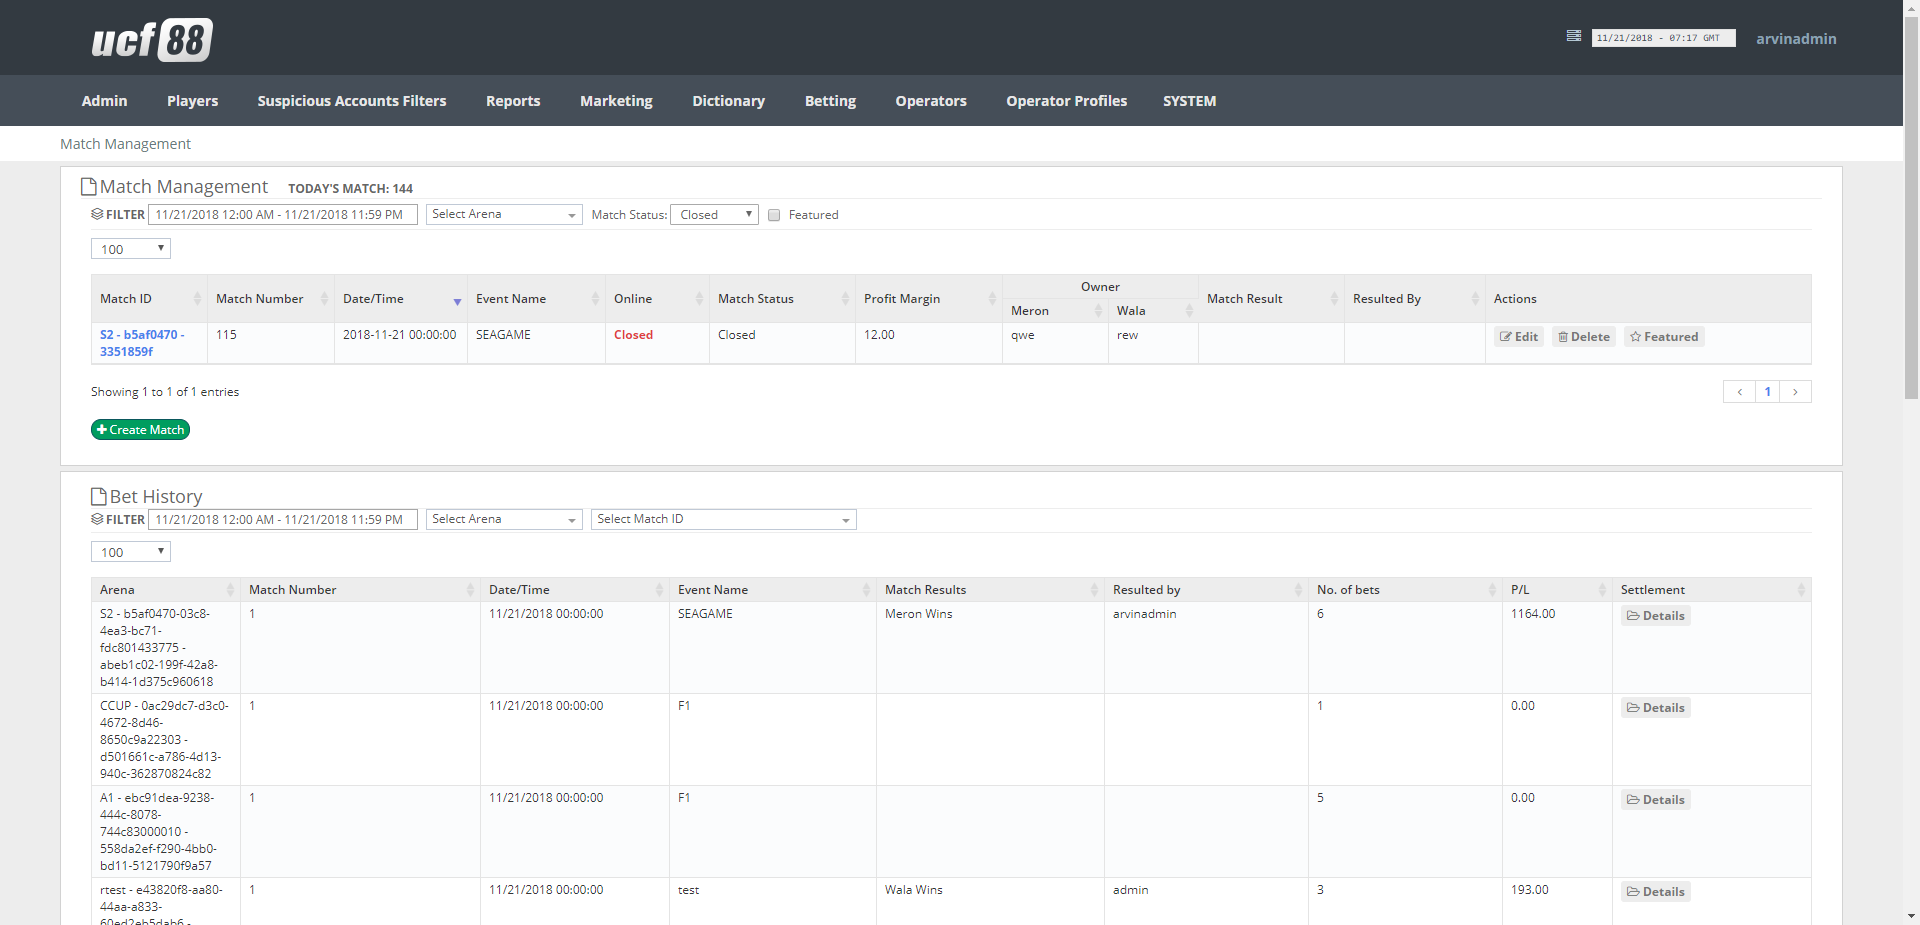 ucf 88
11/21/2018 - 07:17 GMT
arvinadmin
Admin Players Suspicious Accounts Filters Reports Marketing Dictionary Betting Operators Operator Profiles SYSTEM
Match Management
Match Management TODAY'S MATCH: 144
FILTER 11/21/2018 12:00 AM - 11/21/2018 11:59 PM Select Arena Match Status: Closed Featured
100
Owner
Match ID Match Number Date/Time Event Name Online Match Status Profit Margin Match Result Resulted By Actions
Meron Wala
S2 - b5af0470 - 115 2018-11-21 00:00:00 SEAGAME Closed Closed 12.00 qwe rew Edit Delete Featured
3351859f
Showing 1 to 1 of 1 entries ‹ 1 ›
Create Match
Bet History
FILTER 11/21/2018 12:00 AM - 11/21/2018 11:59 PM Select Arena Select Match ID
100
Arena Match Number Date/Time Event Name Match Results Resulted by No. of bets P/L Settlement
S2 - b5af0470-03c8- 1 11/21/2018 00:00:00 SEAGAME Meron Wins arvinadmin 6 1164.00 Details
4ea3-bc71-
fdc801433775 -
abeb1c02-199f-42a8-
b414-1d375c960618
CCUP - 0ac29dc7-d3c0- 1 11/21/2018 00:00:00 F1 1 0.00 Details
4672-8d46-
8650c9a22303 -
d501661c-a786-4d13-
940c-362870824c82
A1 - ebc91dea-9238- 1 11/21/2018 00:00:00 F1 5 0.00 Details
444c-8078-
744c83000010 -
558da2ef-f290-4bb0-
bd11-5121790f9a57
rtest - e43820f8-aa80- 1 11/21/2018 00:00:00 test Wala Wins admin 3 193.00 Details
44aa-a833-
60ed2eb5dab6 -